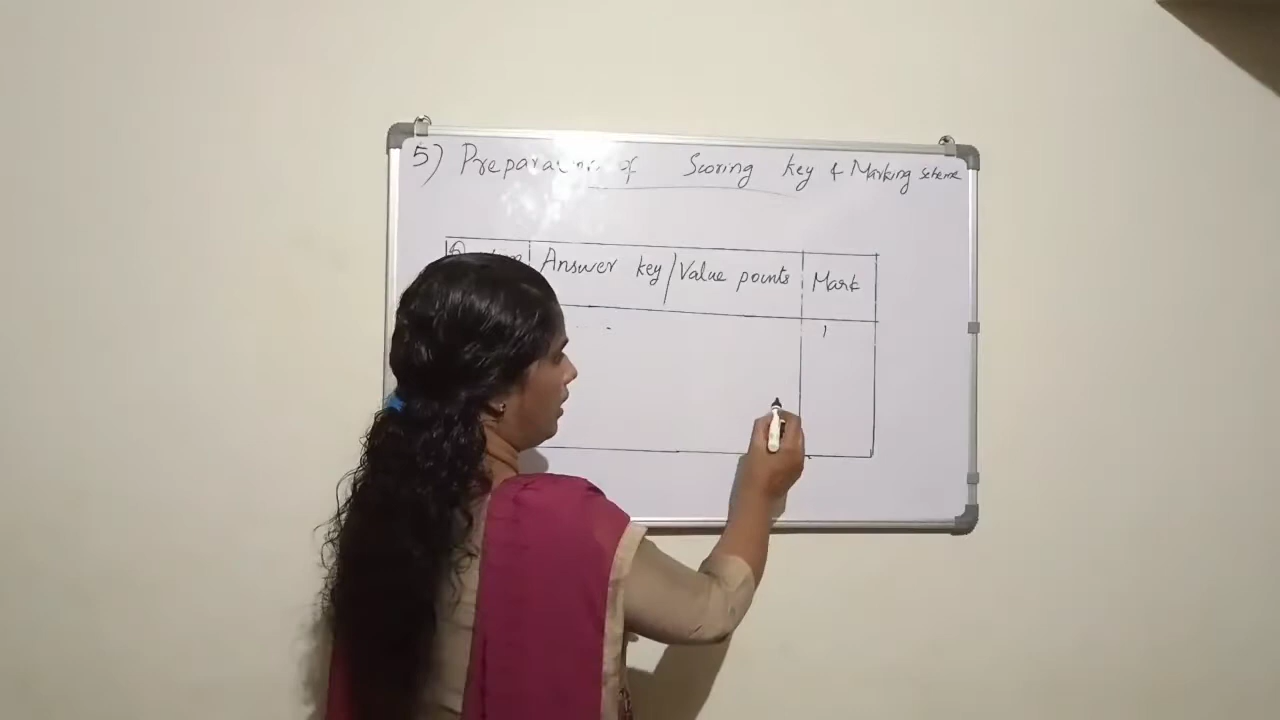 5) Preparation of Scoring key & Marking scheme
Answer key/Value points Mark
1